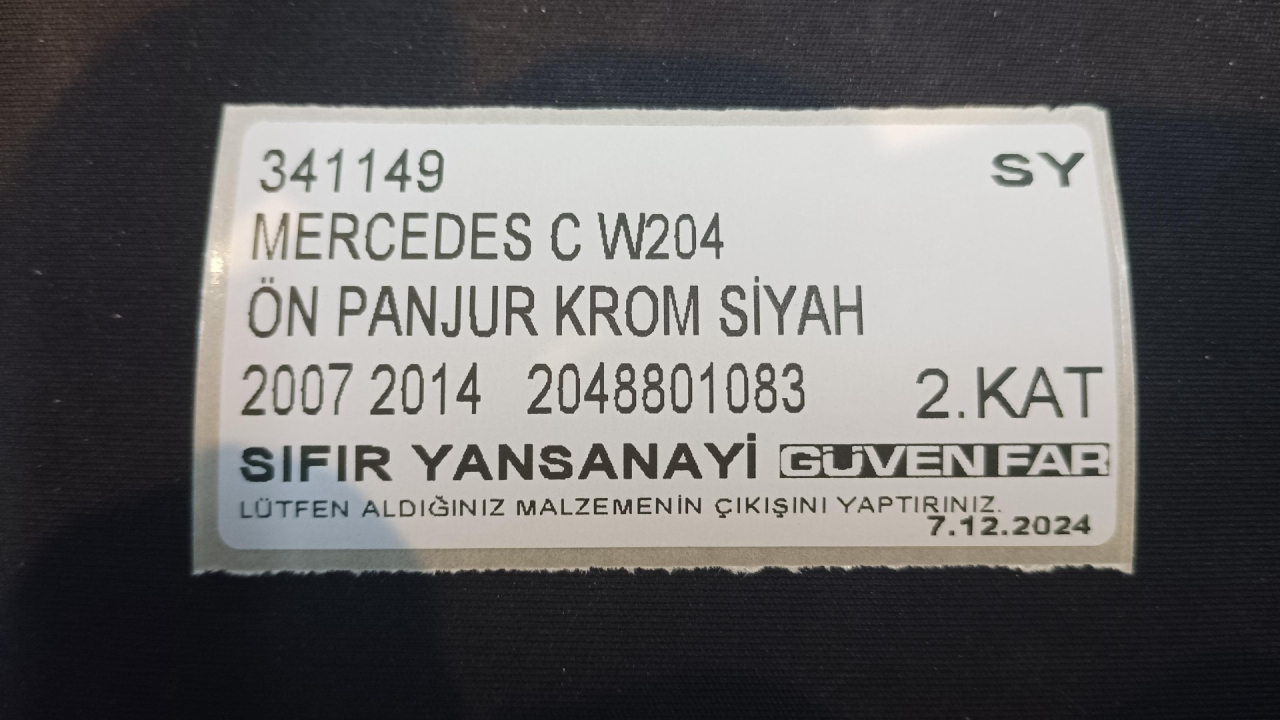 341149 SY
MERCEDES C W204
ÖN PANJUR KROM SİYAH
2007 2014 2048801083 2.KAT
SIFIR YANSANAYİ GÜVEN FAR
LÜTFEN ALDIĞINIZ MALZEMENİN ÇIKIŞINI YAPTIRINIZ.
7.12.2024